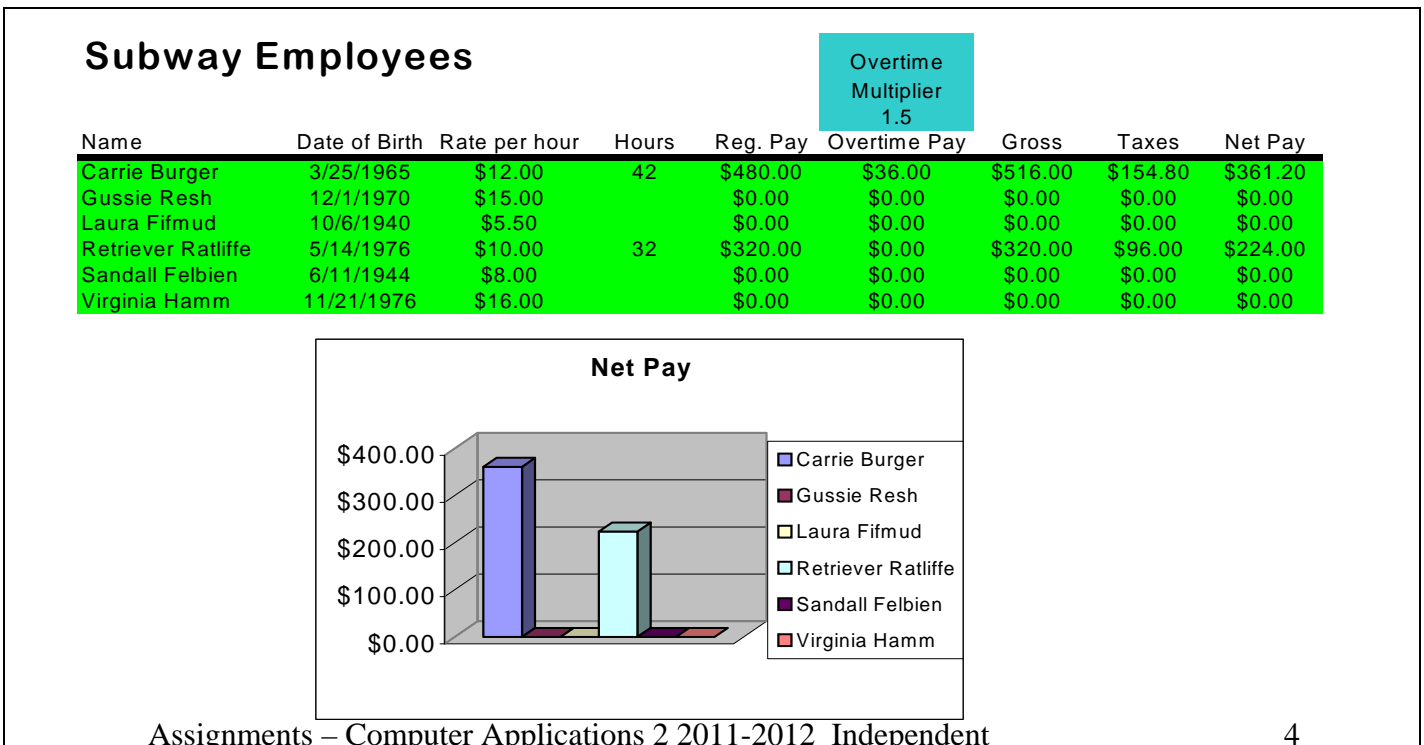 Subway Employees
Overtime
Multiplier
1.5
Name Date of Birth Rate per hour Hours Reg. Pay Overtime Pay Gross Taxes Net Pay
Carrie Burger 3/25/1965 $12.00 42 $480.00 $36.00 $516.00 $154.80 $361.20
Gussie Resh 12/1/1970 $15.00 $0.00 $0.00 $0.00 $0.00 $0.00
Laura Fifmud 10/6/1940 $5.50 $0.00 $0.00 $0.00 $0.00 $0.00
Retriever Ratliffe 5/14/1976 $10.00 32 $320.00 $0.00 $320.00 $96.00 $224.00
Sandall Felbien 6/11/1944 $8.00 $0.00 $0.00 $0.00 $0.00 $0.00
Virginia Hamm 11/21/1976 $16.00 $0.00 $0.00 $0.00 $0.00 $0.00
Net Pay
$400.00
$300.00
$200.00
$100.00
$0.00
Carrie Burger
Gussie Resh
Laura Fifmud
Retriever Ratliffe
Sandall Felbien
Virginia Hamm
Assignments – Computer Applications 2 2011-2012 Independent 4